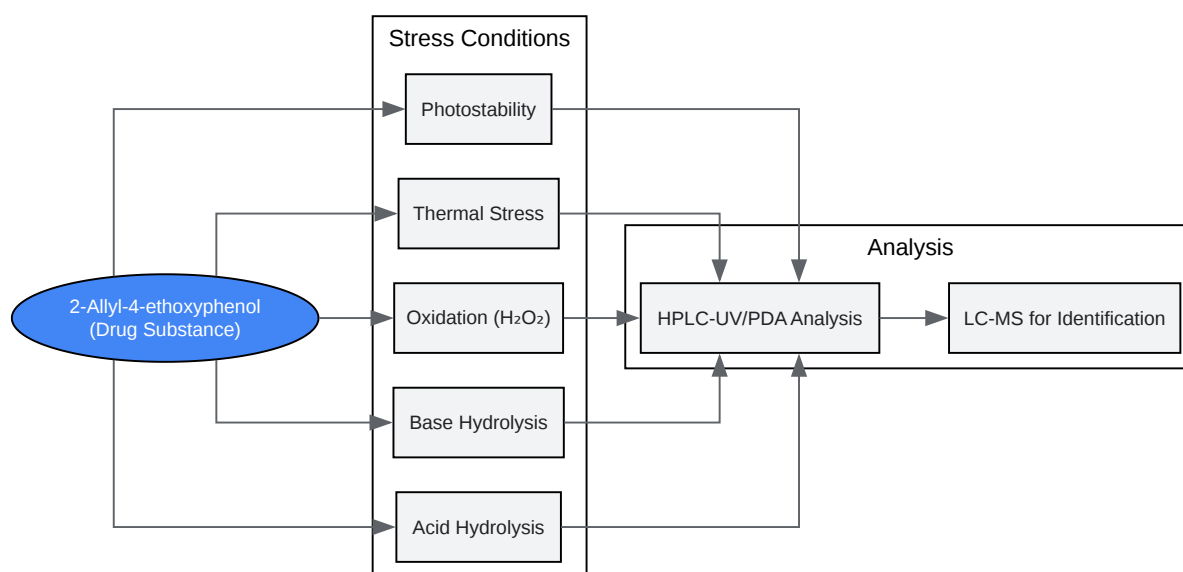 Stress Conditions
Photostability
Thermal Stress
Analysis
2-Allyl-4-ethoxyphenol
(Drug Substance)
Oxidation (H₂O₂)
HPLC-UV/PDA Analysis
LC-MS for Identification
Base Hydrolysis
Acid Hydrolysis